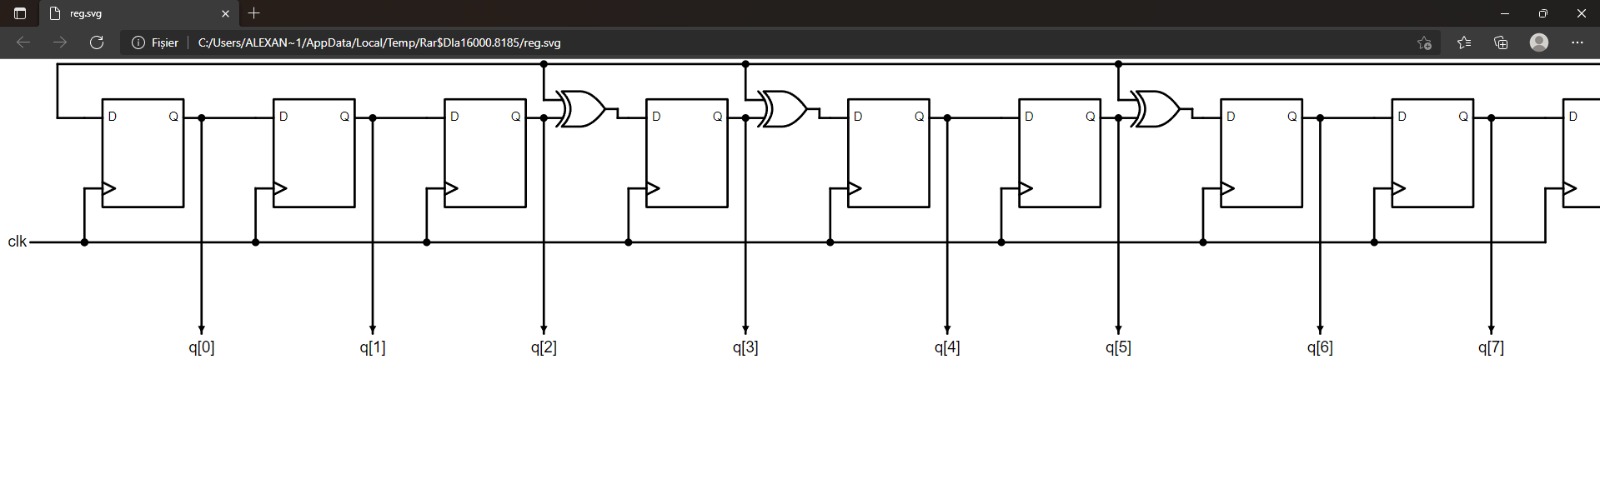 reg.svg
Fișier C:/Users/ALEXAN~1/AppData/Local/Temp/Rar$DIa16000.8185/reg.svg
D Q D Q D Q D Q D Q D Q D Q D Q D
clk
q[0] q[1] q[2] q[3] q[4] q[5] q[6] q[7]